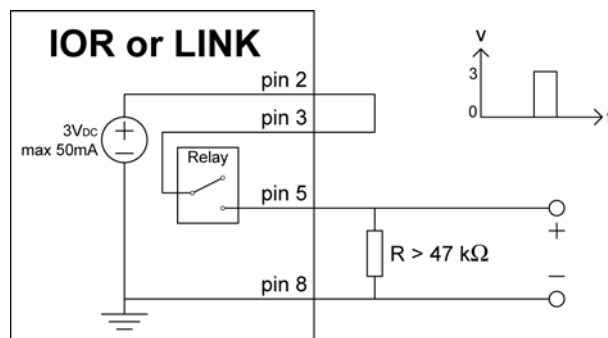 IOR or LINK
pin 2
pin 3
3VDC
max 50mA
+
−
Relay
pin 5
pin 8
R > 47 kΩ
+
−
V
3
0
t